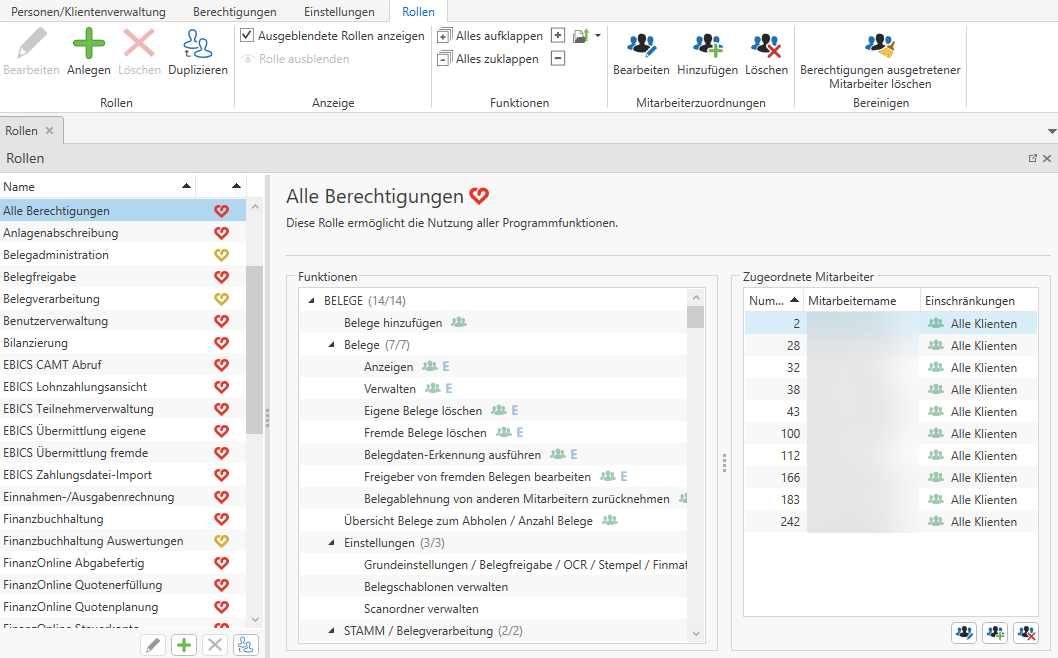 Personen/Klientenverwaltung Berechtigungen Einstellungen Rollen
Bearbeiten Anlegen Löschen Duplizieren
Rollen
Ausgeblendete Rollen anzeigen
Rolle ausblenden
Anzeige
Alles aufklappen
Alles zuklappen
Funktionen
Bearbeiten Hinzufügen Löschen
Mitarbeiterzuordnungen
Berechtigungen ausgetretener
Mitarbeiter löschen
Bereinigen
Rollen
Rollen
Name
Alle Berechtigungen
Anlagenabschreibung
Belegadministration
Belegfreigabe
Belegverarbeitung
Benutzerverwaltung
Bilanzierung
EBICS CAMT Abruf
EBICS Lohnzahlungsansicht
EBICS Teilnehmerverwaltung
EBICS Übermittlung eigene
EBICS Übermittlung fremde
EBICS Zahlungsdatei-Import
Einnahmen-/Ausgabenrechnung
Finanzbuchhaltung
Finanzbuchhaltung Auswertungen
FinanzOnline Abgabefertig
FinanzOnline Quotenerfüllung
FinanzOnline Quotenplanung
Alle Berechtigungen
Diese Rolle ermöglicht die Nutzung aller Programmfunktionen.
Funktionen
BELEGE (14/14)
Belege hinzufügen
Belege (7/7)
Anzeigen E
Verwalten E
Eigene Belege löschen E
Fremde Belege löschen E
Belegdaten-Erkennung ausführen E
Freigeber von fremden Belegen bearbeiten E
Belegablehnung von anderen Mitarbeitern zurücknehmen
Übersicht Belege zum Abholen / Anzahl Belege
Einstellungen (3/3)
Grundeinstellungen / Belegfreigabe / OCR / Stempel / Finmat
Belegschablonen verwalten
Scanordner verwalten
STAMM / Belegverarbeitung (2/2)
Zugeordnete Mitarbeiter
Num... Mitarbeitername Einschränkungen
2 Alle Klienten
28 Alle Klienten
32 Alle Klienten
38 Alle Klienten
43 Alle Klienten
100 Alle Klienten
112 Alle Klienten
166 Alle Klienten
183 Alle Klienten
242 Alle Klienten